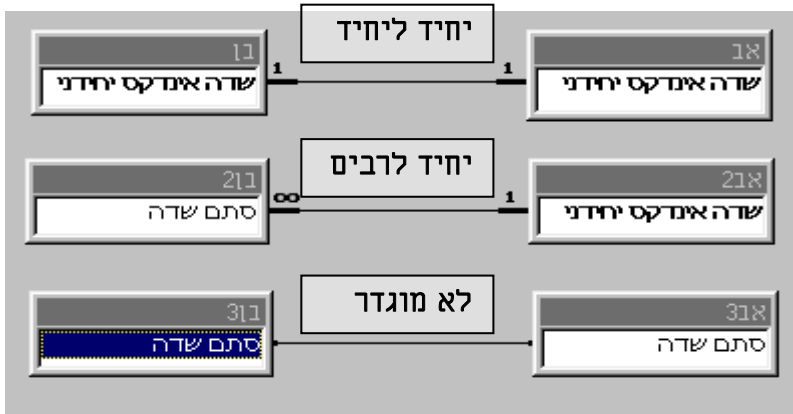 יחיד ליחיד
אב
בן
שדה אינדקס יחידני
1
1
שדה אינדקס יחידני
יחיד לרבים
אב2
בן2
שדה אינדקס יחידני
1
∞
סתם שדה
לא מוגדר
אב3
בן3
סתם שדה
סתם שדה